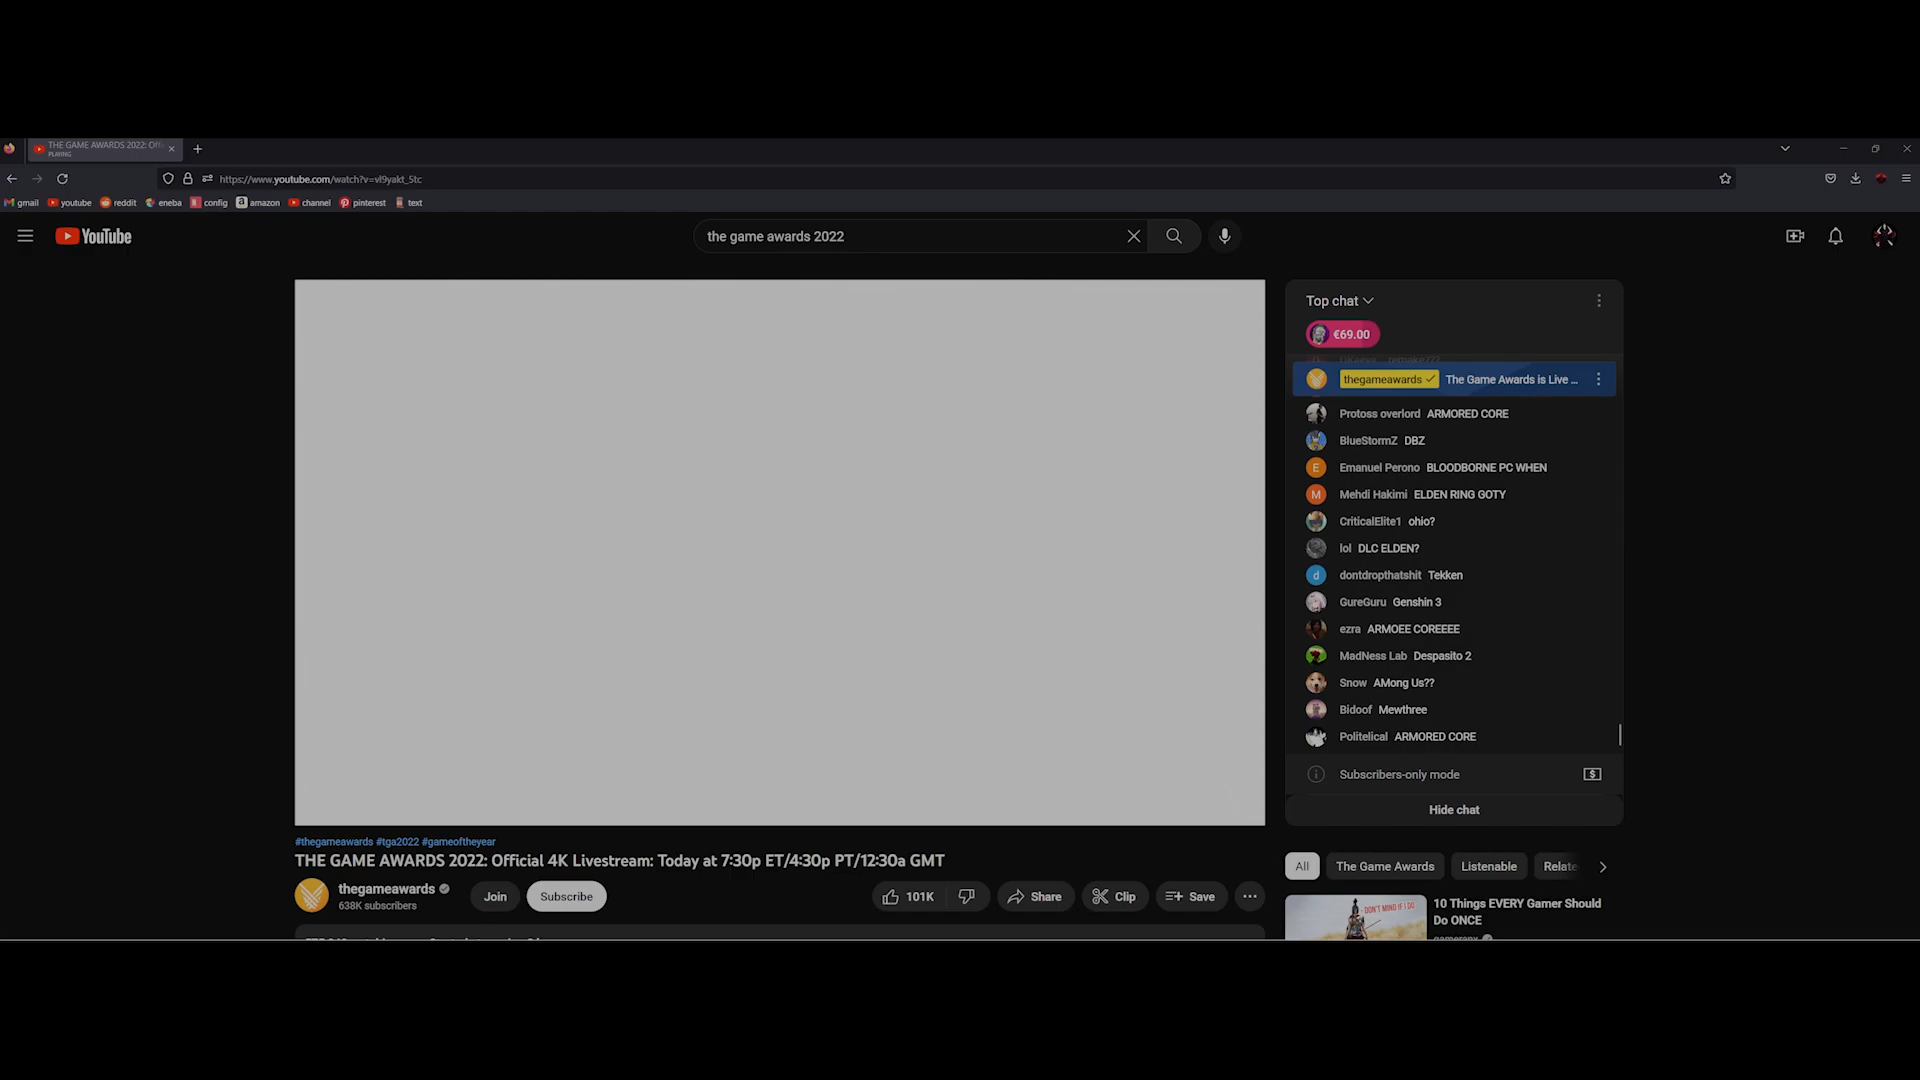 THE GAME AWARDS 2022: Offi
PLAYING
https://www.youtube.com/watch?v=vl9yakt_5tc
gmail youtube reddit eneba config amazon channel pinterest text
YouTube
the game awards 2022
Top chat
€69.00
thegameawards The Game Awards is Live ...
Protoss overlord ARMORED CORE
BlueStormZ DBZ
E Emanuel Perono BLOODBORNE PC WHEN
M Mehdi Hakimi ELDEN RING GOTY
CriticalElite1 ohio?
lol DLC ELDEN?
d dontdropthatshit Tekken
GureGuru Genshin 3
ezra ARMOEE COREEEE
MadNess Lab Despasito 2
Snow AMong Us??
Bidoof Mewthree
Politelical ARMORED CORE
Subscribers-only mode
Hide chat
#thegameawards #tga2022 #gameoftheyear
THE GAME AWARDS 2022: Official 4K Livestream: Today at 7:30p ET/4:30p PT/12:30a GMT
thegameawards
638K subscribers
Join
Subscribe
101K
Share
Clip
Save
All
The Game Awards
Listenable
Relate
- DON'T MIND IF I DO
10 Things EVERY Gamer Should
Do ONCE
gameranx